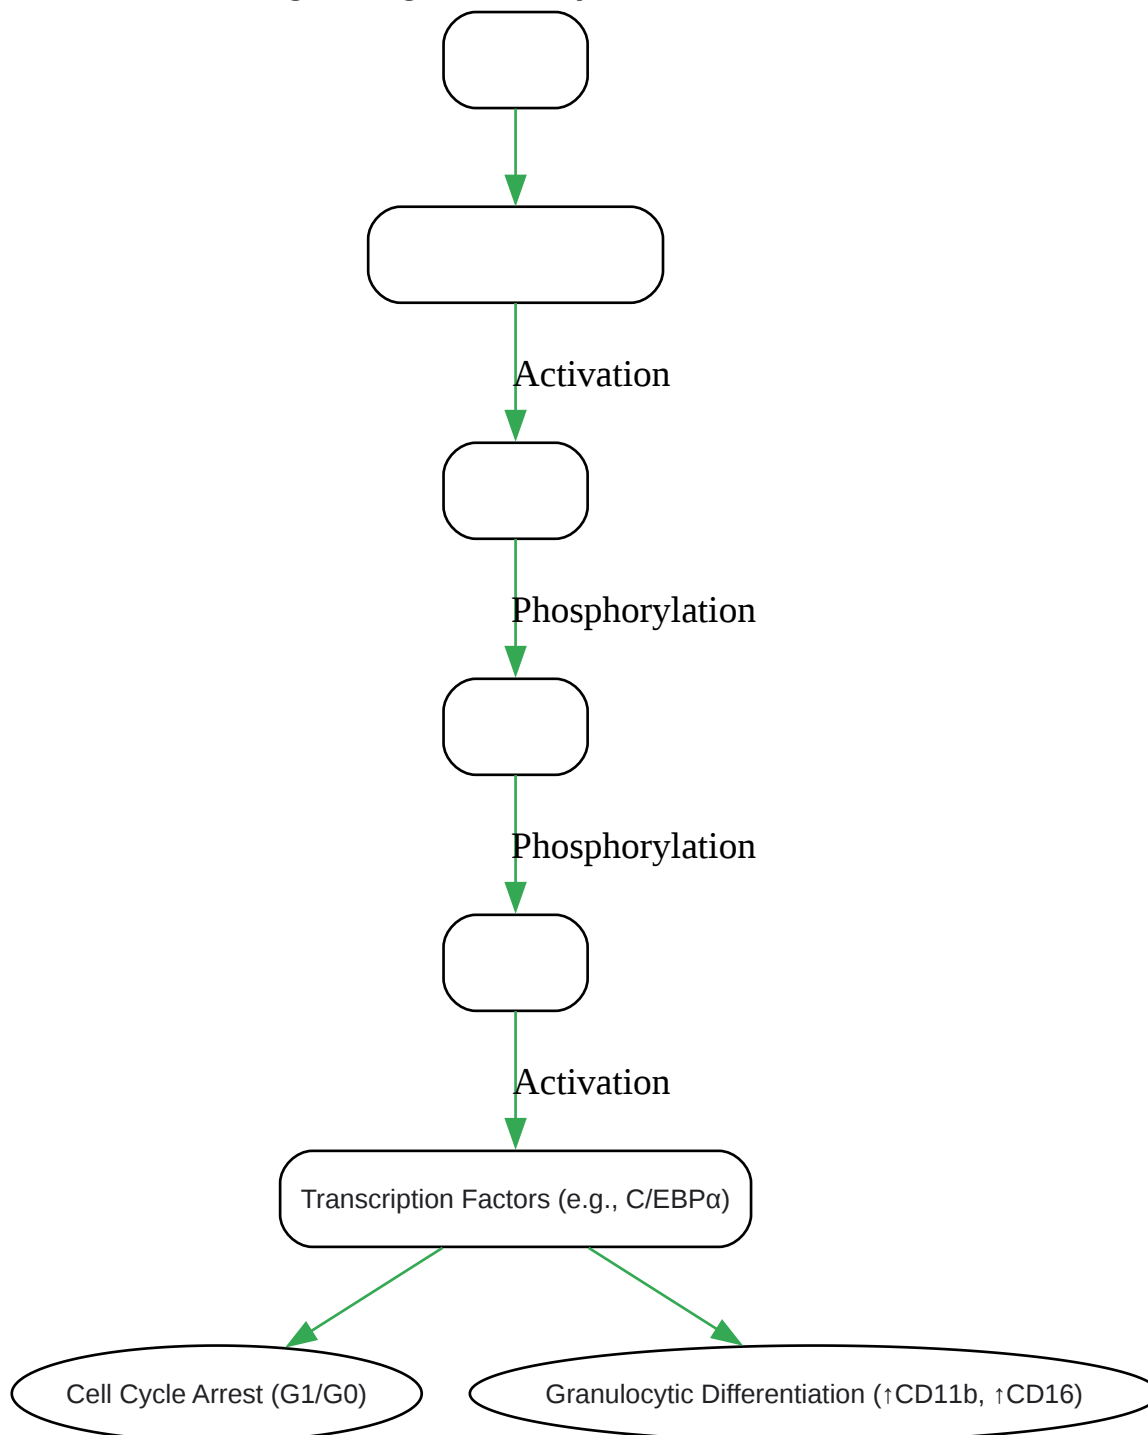 Activation
Phosphorylation
Phosphorylation
Activation
Transcription Factors (e.g., C/EBPα)
Cell Cycle Arrest (G1/G0)
Granulocytic Differentiation (↑CD11b, ↑CD16)